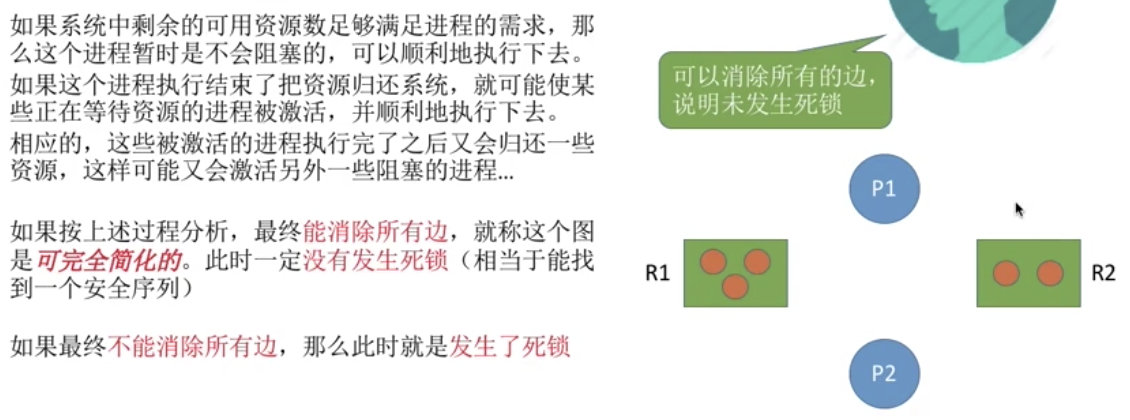 如果系统中剩余的可用资源数足够满足进程的需求，那
么这个进程暂时是不会阻塞的，可以顺利地执行下去。
如果这个进程执行结束了把资源归还系统，就可能使某
些正在等待资源的进程被激活，并顺利地执行下去。
相应的，这些被激活的进程执行完了之后又会归还一些
资源，这样可能又会激活另外一些阻塞的进程...
如果按上述过程分析，最终能消除所有边，就称这个图
是可完全简化的。此时一定没有发生死锁（相当于能找
到一个安全序列）
如果最终不能消除所有边，那么此时就是发生了死锁
可以消除所有的边，
说明未发生死锁
P1
R1
R2
P2